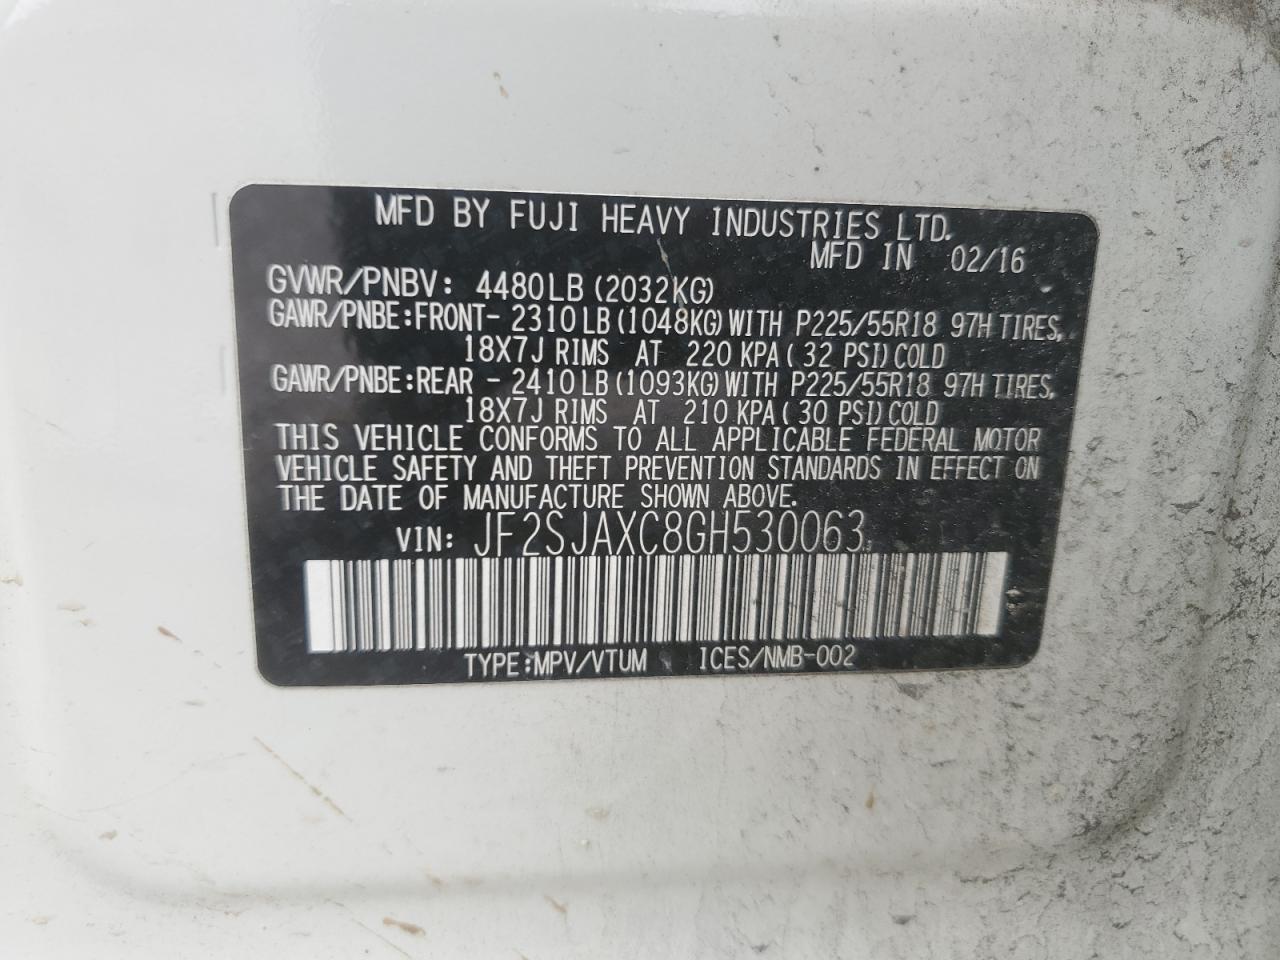 MFD BY FUJI HEAVY INDUSTRIES LTD.
MFD IN 02/16
GVWR/PNBV: 4480LB (2032KG)
GAWR/PNBE:FRONT- 2310LB(1048KG)WITH P225/55R18 97H TIRES,
18X7J RIMS AT 220 KPA( 32 PSI)COLD
GAWR/PNBE:REAR - 2410LB(1093KG)WITH P225/55R18 97H TIRES,
18X7J RIMS AT 210 KPA(30 PSI)COLD
THIS VEHICLE CONFORMS TO ALL APPLICABLE FEDERAL MOTOR
VEHICLE SAFETY AND THEFT PREVENTION STANDARDS IN EFFECT ON
THE DATE OF MANUFACTURE SHOWN ABOVE.
VIN: JF2SJAXC8GH530063
TYPE:MPV/VTUM ICES/NMB-002